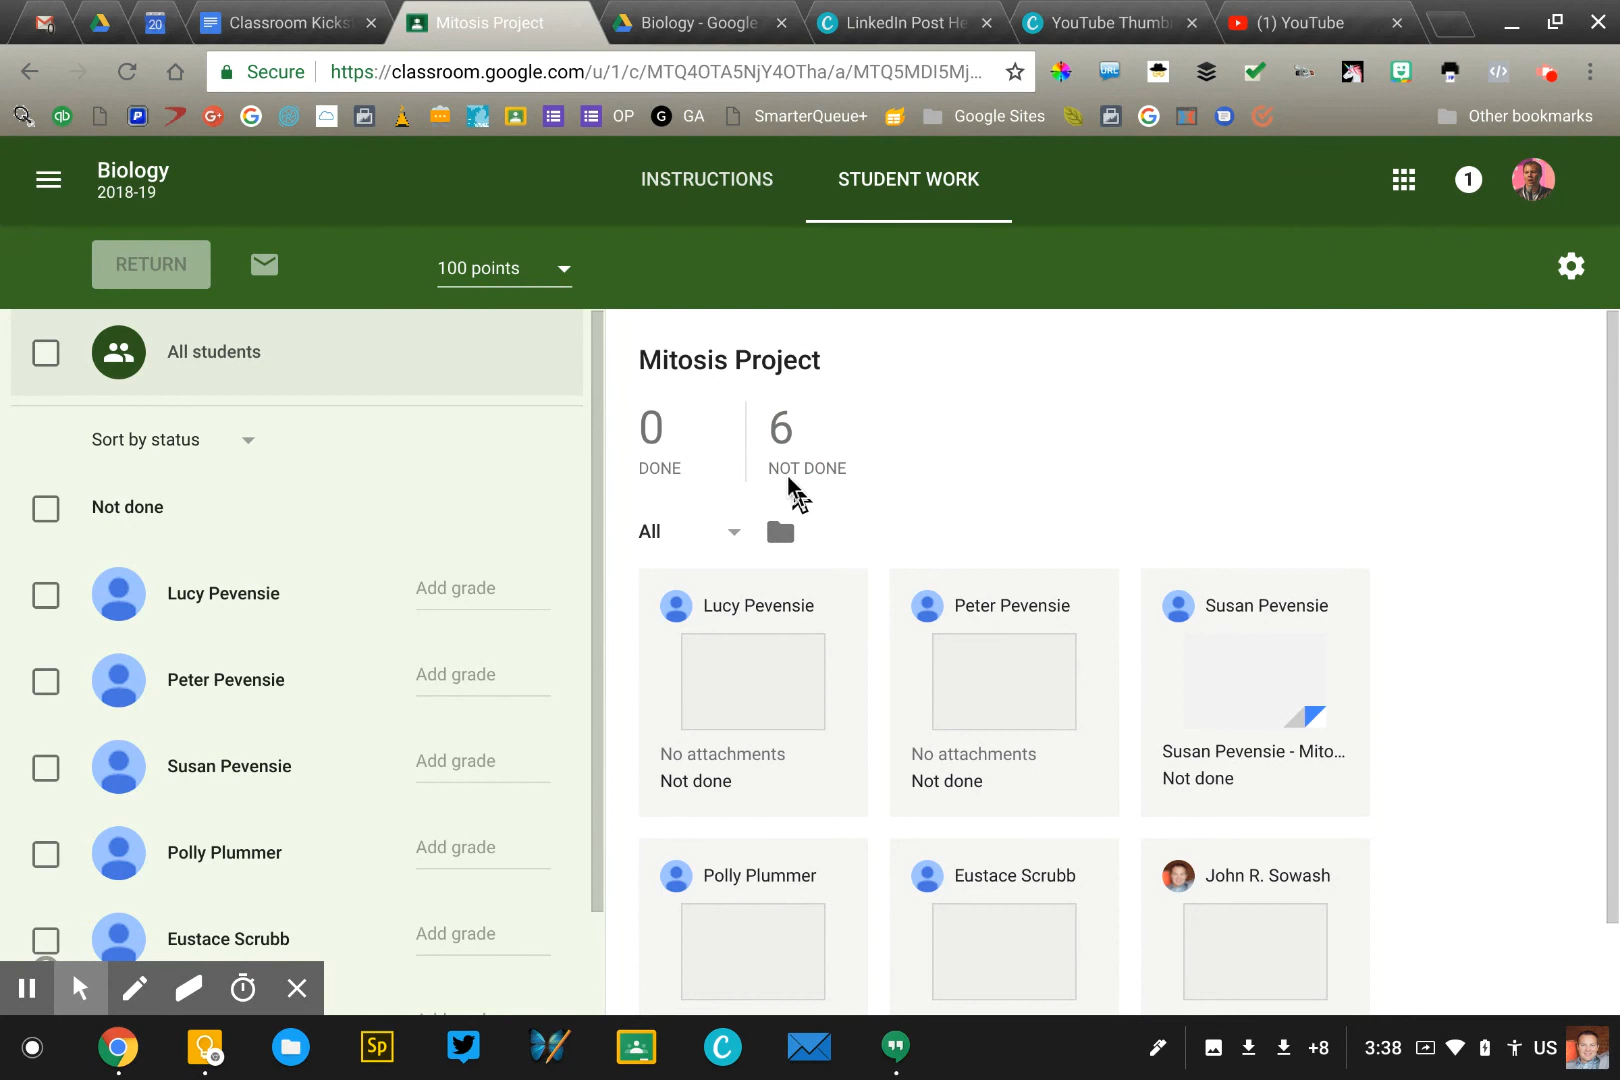 20
Classroom Kicks
Mitosis Project
Biology - Google
LinkedIn Post He
YouTube Thumb
(1) YouTube
Secure
https://classroom.google.com/u/1/c/MTQ4OTA5NjY4OTha/a/MTQ5MDI5Mj...
URL
OP
GA
SmarterQueue+
Google Sites
Other bookmarks
Biology
2018-19
INSTRUCTIONS
STUDENT WORK
1
RETURN
100 points
All students
Sort by status
Not done
Lucy Pevensie
Add grade
Peter Pevensie
Add grade
Susan Pevensie
Add grade
Polly Plummer
Add grade
Eustace Scrubb
Add grade
Mitosis Project
0
DONE
6
NOT DONE
All
Lucy Pevensie
No attachments
Not done
Peter Pevensie
No attachments
Not done
Susan Pevensie
Susan Pevensie - Mito...
Not done
Polly Plummer
Eustace Scrubb
John R. Sowash
Sp
+8
3:38
US